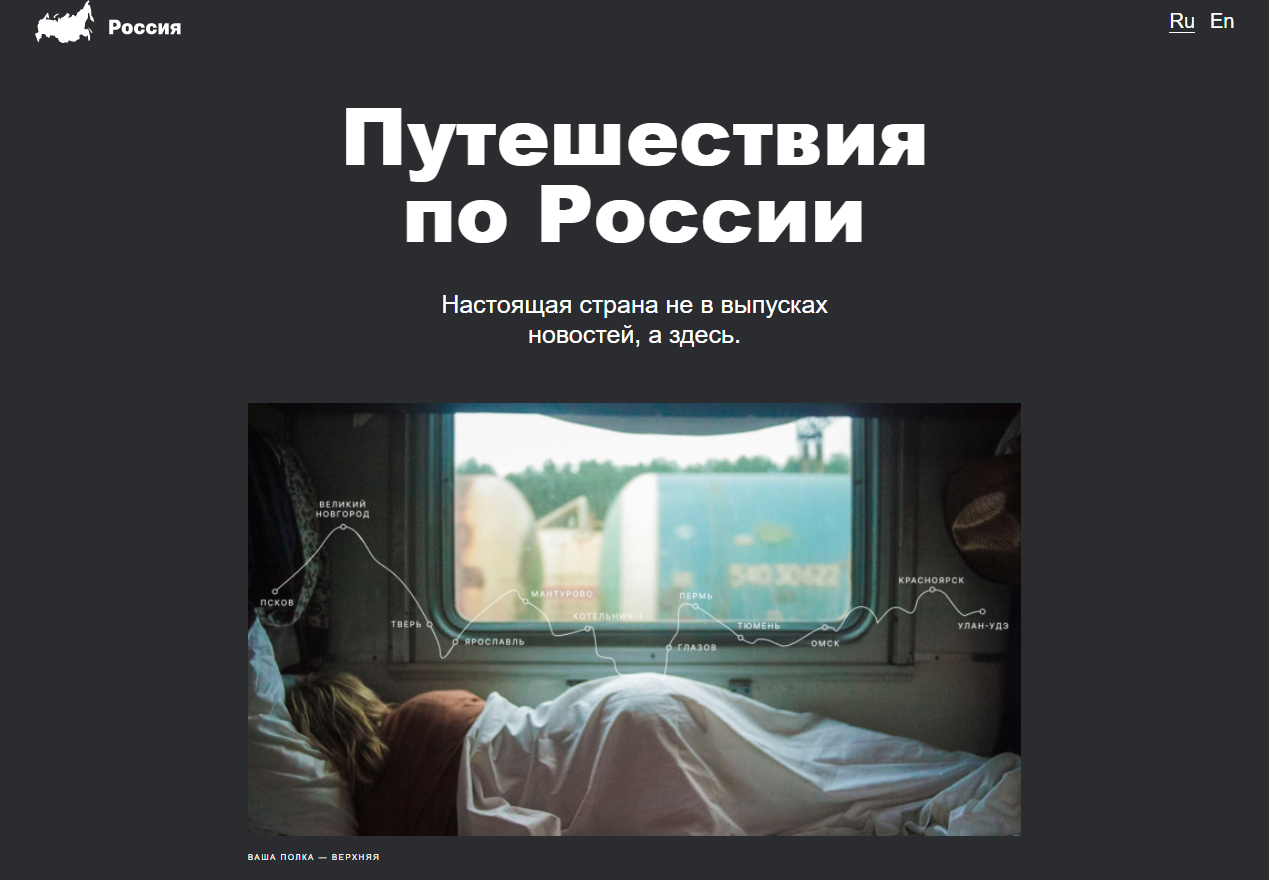 Россия
Ru En
Путешествия
по России
Настоящая страна не в выпусках
новостей, а здесь.
ВЕЛИКИЙ
НОВГОРОД
ПСКОВ
ТВЕРЬ
ЯРОСЛАВЛЬ
МАНТУРОВО
КОТЕЛЬНИЧ-1
ПЕРМЬ
ГЛАЗОВ
ТЮМЕНЬ
ОМСК
КРАСНОЯРСК
УЛАН-УДЭ
54030622
ВАША ПОЛКА — ВЕРХНЯЯ